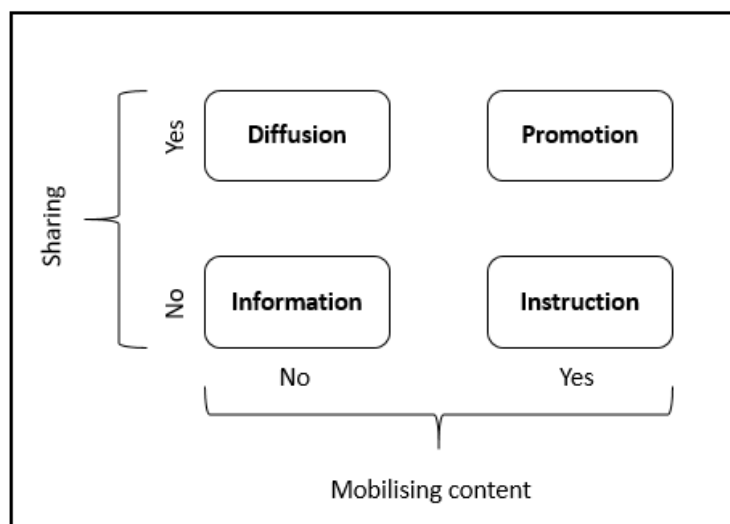 Yes
Diffusion
Promotion
Sharing
No
Information
Instruction
No
Yes
Mobilising content